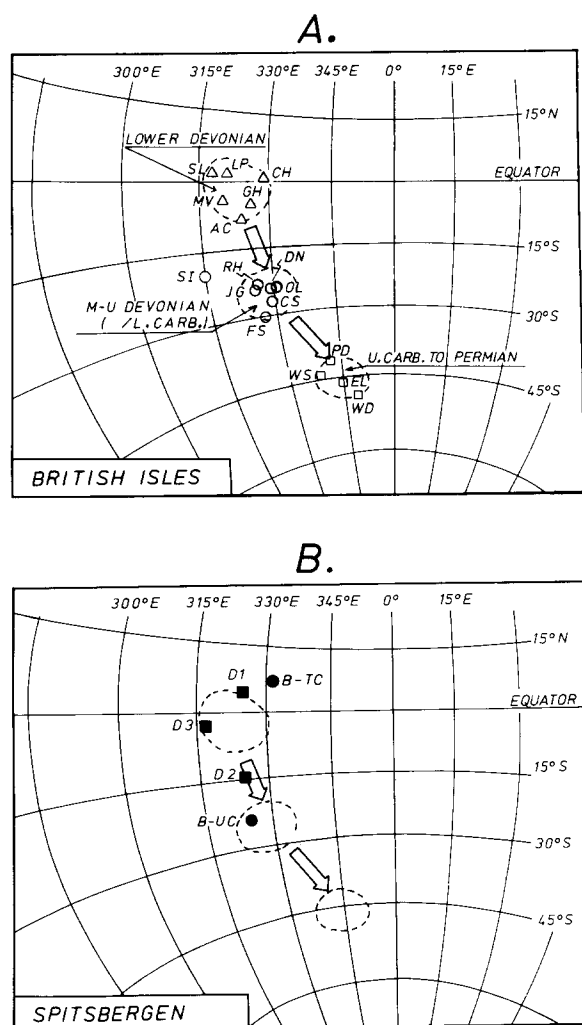 A.
300°E 315°E 330°E 345°E 0° 15°E
15°N
LOWER DEVONIAN
SL LP CH
EQUATOR
MV GH
AC
15°S
DN
RH
SI JG OL
M-U DEVONIAN CS
( /L.CARB.) 30°S
FS
PD U.CARB. TO PERMIAN
WS EL
45°S
WD
BRITISH ISLES
B.
300°E 315°E 330°E 345°E 0° 15°E
15°N
D1 B-TC
EQUATOR
D3
15°S
D2
B-UC
30°S
45°S
SPITSBERGEN